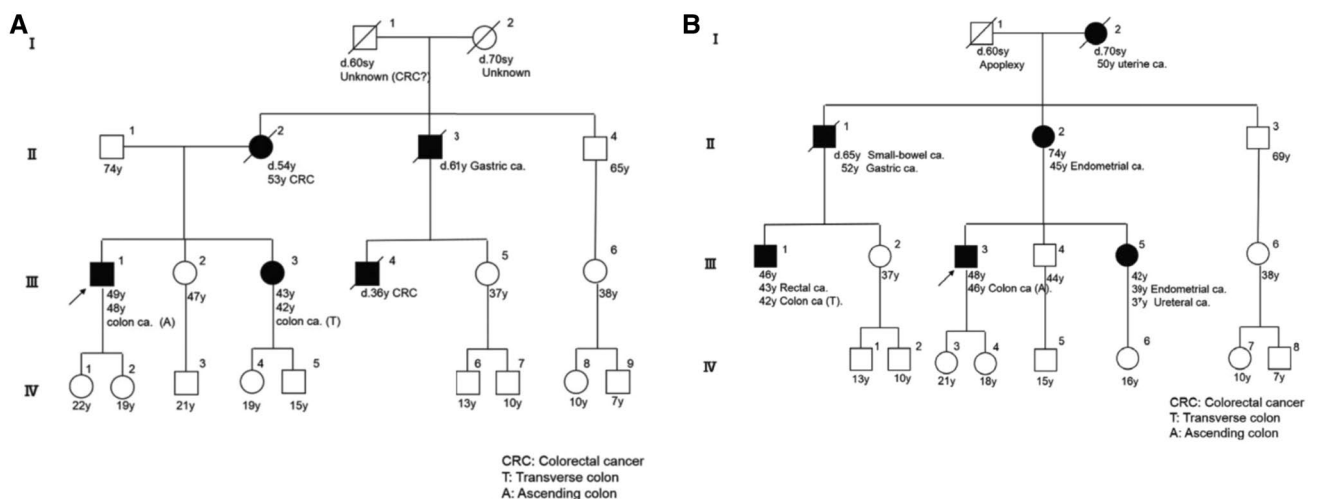 A
I
1
2
d.60sy
Unknown (CRC?)
d.70sy
Unknown
II
1
2
3
4
74y
d.54y
53y CRC
d.61y Gastric ca.
65y
III
1
2
3
4
5
6
49y
48y
colon ca. (A)
47y
43y
42y
colon ca. (T)
d.36y CRC
37y
38y
IV
1
2
3
4
5
6
7
8
9
22y
19y
21y
19y
15y
13y
10y
10y
7y
CRC: Colorectal cancer
T: Transverse colon
A: Ascending colon
B
I
1
2
d.60sy
Apoplexy
d.70sy
50y uterine ca.
II
1
2
3
d.65y Small-bowel ca.
52y Gastric ca.
74y
45y Endometrial ca.
69y
III
1
2
3
4
5
6
46y
43y Rectal ca.
42y Colon ca (T).
37y
48y
46y Colon ca (A).
44y
42y
39y Endometrial ca.
37y Ureteral ca.
38y
IV
1
2
3
4
5
6
7
8
13y
10y
21y
18y
15y
16y
10y
7y
CRC: Colorectal cancer
T: Transverse colon
A: Ascending colon